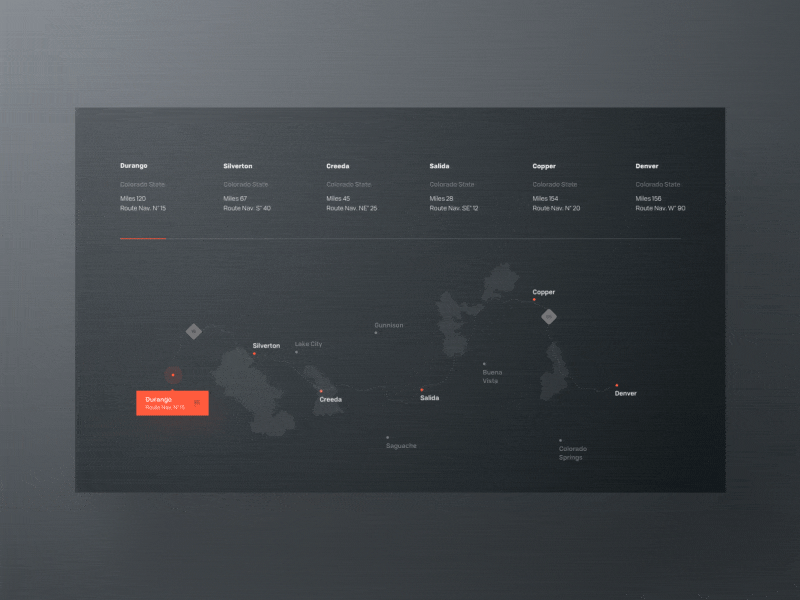 Durango
Silverton
Creeda
Salida
Copper
Denver
Colorado State
Colorado State
Colorado State
Colorado State
Colorado State
Colorado State
Miles 120
Miles 67
Miles 45
Miles 28
Miles 154
Miles 156
Route Nav. N° 15
Route Nav. S° 40
Route Nav. NE° 25
Route Nav. SE° 12
Route Nav. N° 20
Route Nav. W° 90
Copper
Gunnison
Silverton
Lake City
Buena
Vista
Denver
Durango
Route Nav. N°15
Creeda
Salida
Saguache
Colorado
Springs